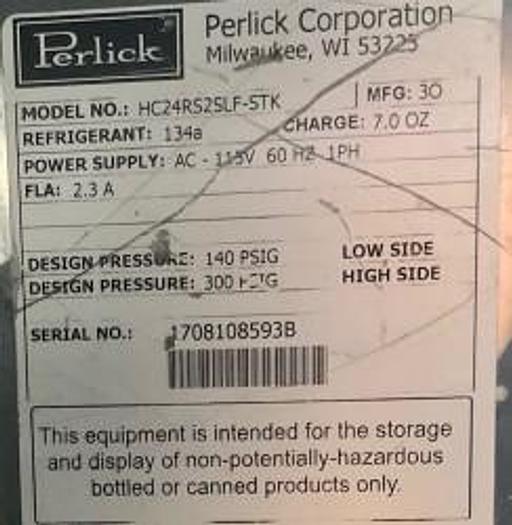 Perlick
Perlick Corporation
Milwaukee, WI 53225
MODEL NO.: HC24RS2SLF-STK MFG: 30
REFRIGERANT: 134a CHARGE: 7.0 OZ
POWER SUPPLY: AC - 115V 60 HZ 1PH
FLA: 2.3 A
DESIGN PRESSURE: 140 PSIG LOW SIDE
DESIGN PRESSURE: 300 PSIG HIGH SIDE
SERIAL NO.: 1708108593B
This equipment is intended for the storage
and display of non-potentially-hazardous
bottled or canned products only.